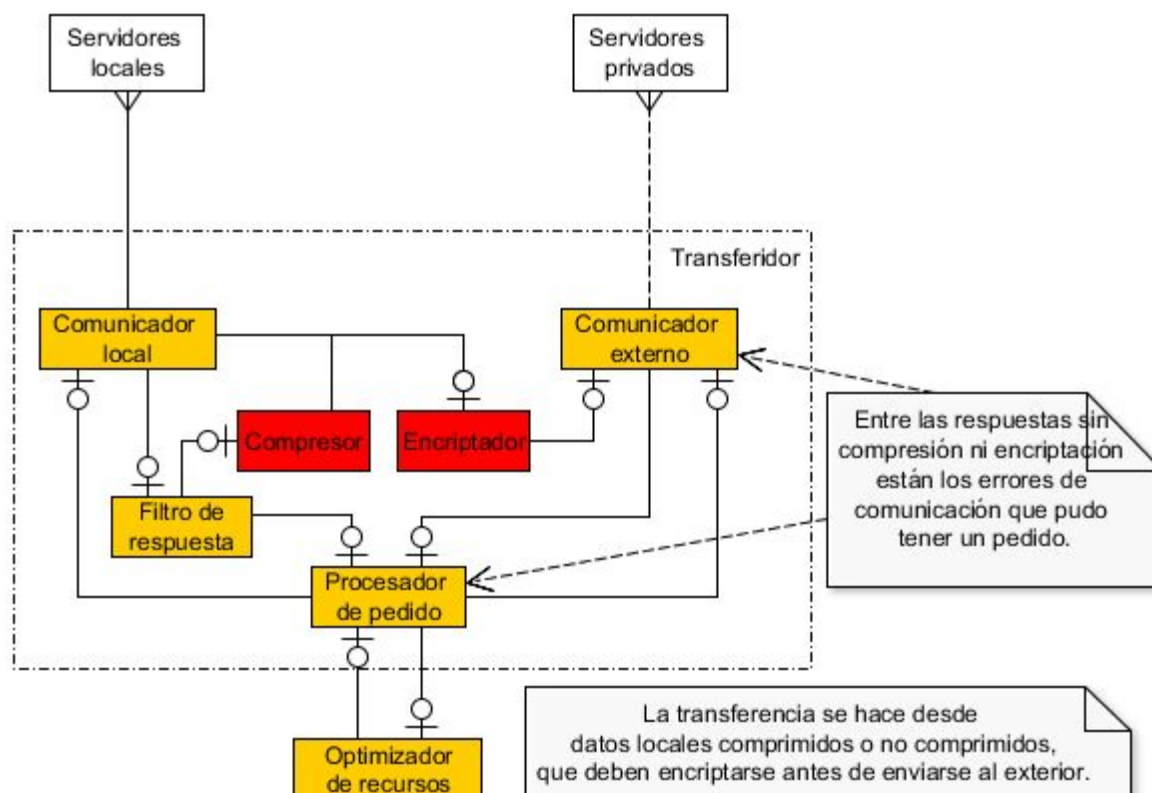 Servidores
locales
Servidores
privados
Transferidor
Comunicador
local
Comunicador
externo
Compresor
Encriptador
Entre las respuestas sin
compresión ni encriptación
están los errores de
comunicación que pudo
tener un pedido.
Filtro de
respuesta
Procesador
de pedido
Optimizador
de recursos
La transferencia se hace desde
datos locales comprimidos o no comprimidos,
que deben encriptarse antes de enviarse al exterior.